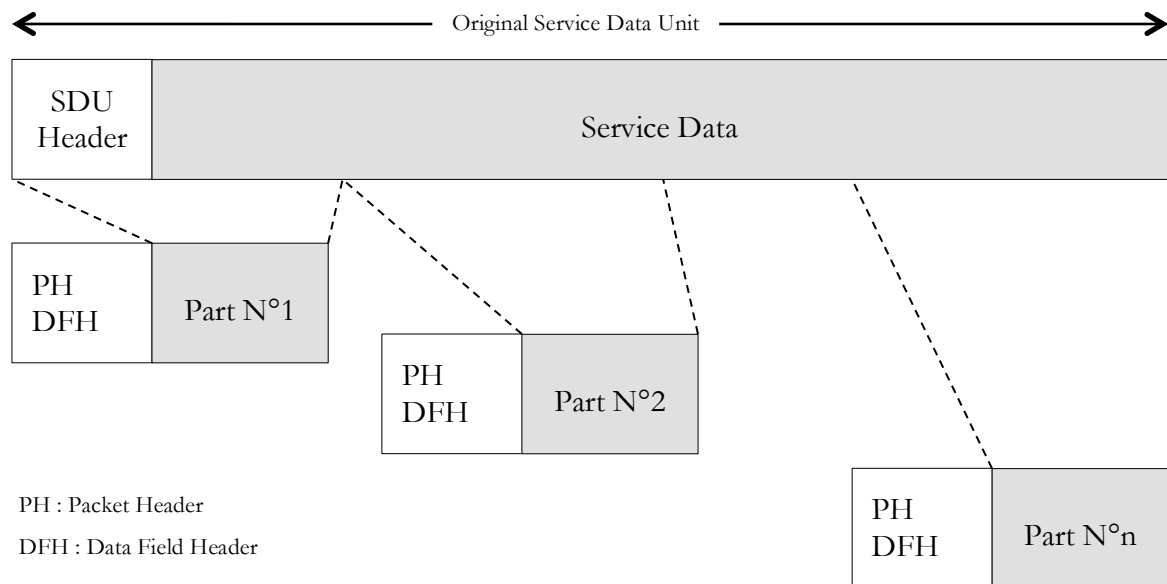 Original Service Data Unit
SDU
Header
Service Data
PH
DFH
Part N°1
PH
DFH
Part N°2
PH
DFH
Part N°n
PH : Packet Header
DFH : Data Field Header